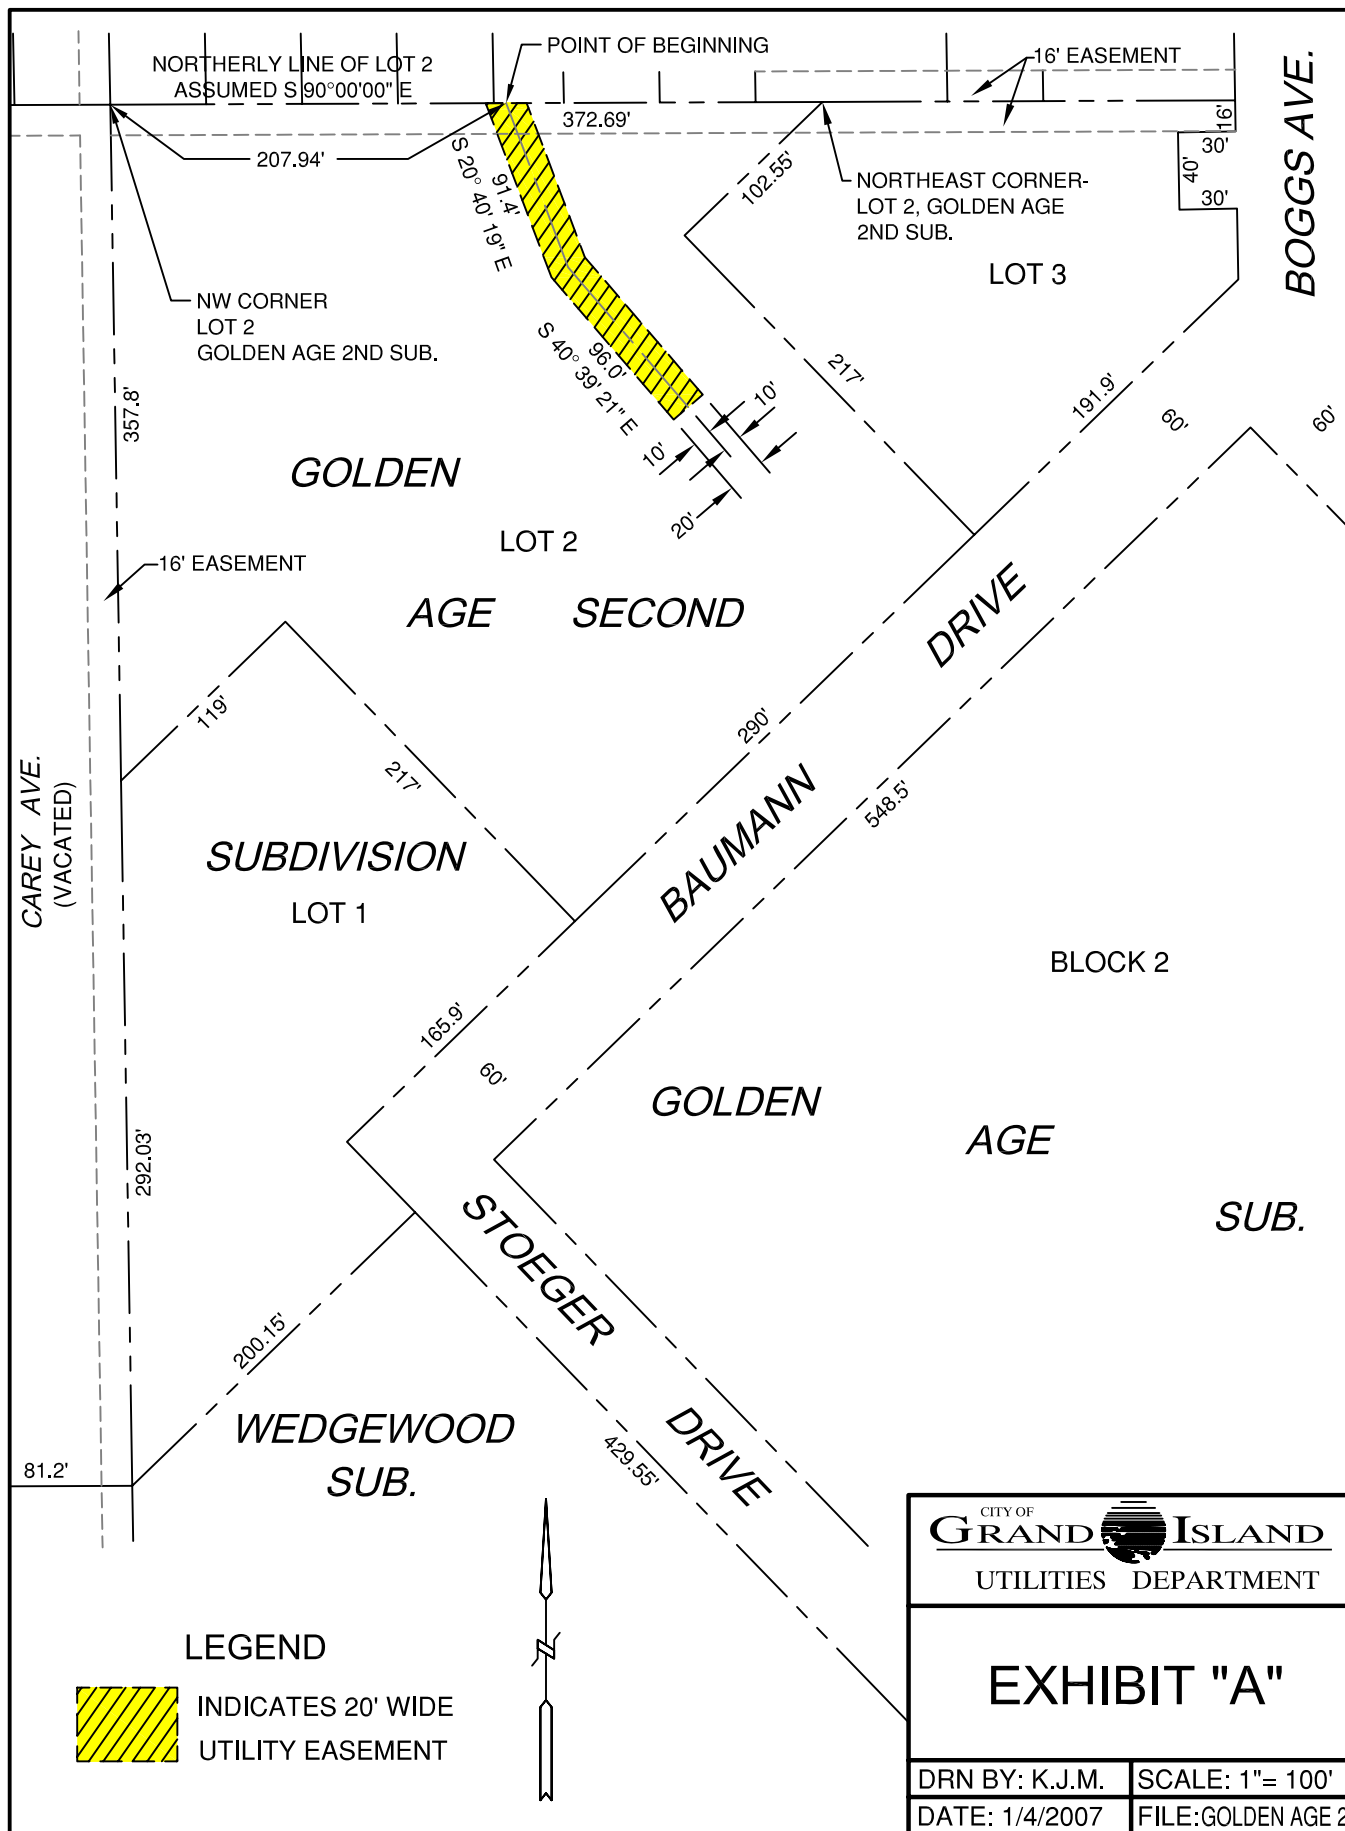 NORTHERLY LINE OF LOT 2
ASSUMED S 90°00'00" E
POINT OF BEGINNING
16' EASEMENT
BOGGS AVE.
372.69'
16'
30'
40'
30'
207.94'
S 20° 40' 19" E
91.4'
102.55'
NORTHEAST CORNER-
LOT 2, GOLDEN AGE
2ND SUB.
LOT 3
NW CORNER
LOT 2
GOLDEN AGE 2ND SUB.
357.8'
S 40° 39' 21" E
96.0'
10'
10'
20'
217'
191.9'
60'
60'
GOLDEN
LOT 2
16' EASEMENT
AGE SECOND
DRIVE
119'
217'
290'
548.5'
BAUMANN
CAREY AVE.
(VACATED)
SUBDIVISION
LOT 1
BLOCK 2
165.9'
60'
GOLDEN
AGE
SUB.
292.03'
STOEGER
DRIVE
200.15'
WEDGEWOOD
SUB.
429.55'
81.2'
LEGEND
INDICATES 20' WIDE
UTILITY EASEMENT
CITY OF
GRAND ISLAND
UTILITIES DEPARTMENT
EXHIBIT "A"
DRN BY: K.J.M.
SCALE: 1"= 100'
DATE: 1/4/2007
FILE:GOLDEN AGE 2